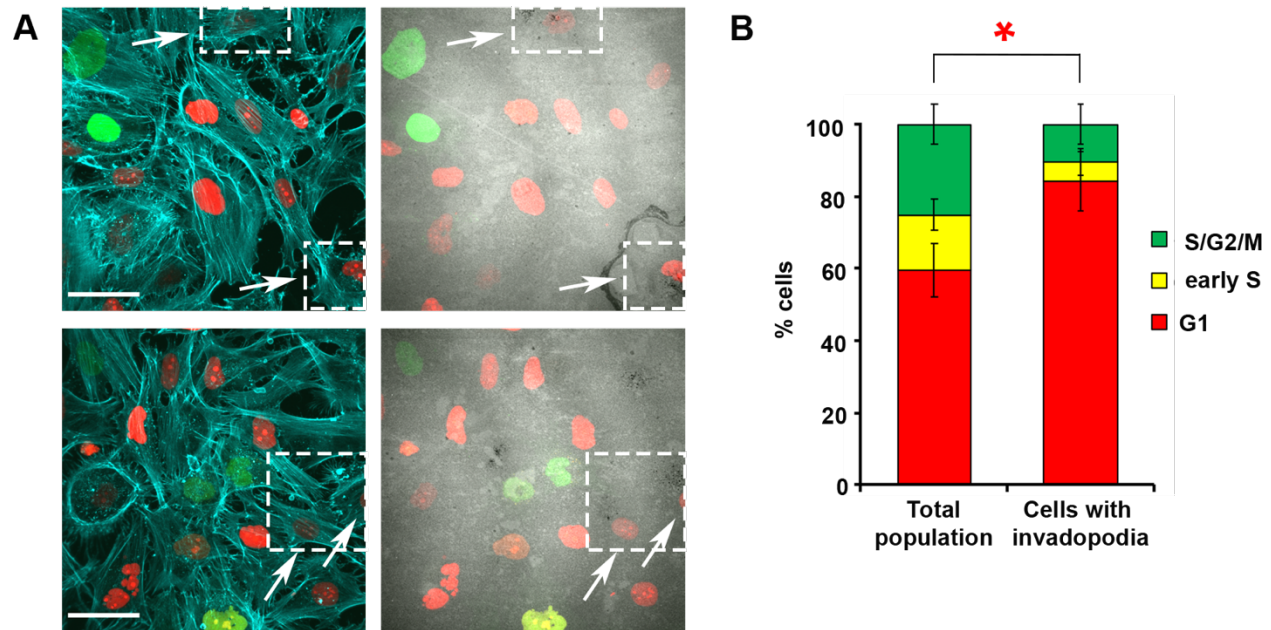 A
B
*
100
80
60
40
20
0
% cells
Total
population
Cells with
invadopodia
S/G2/M
early S
G1